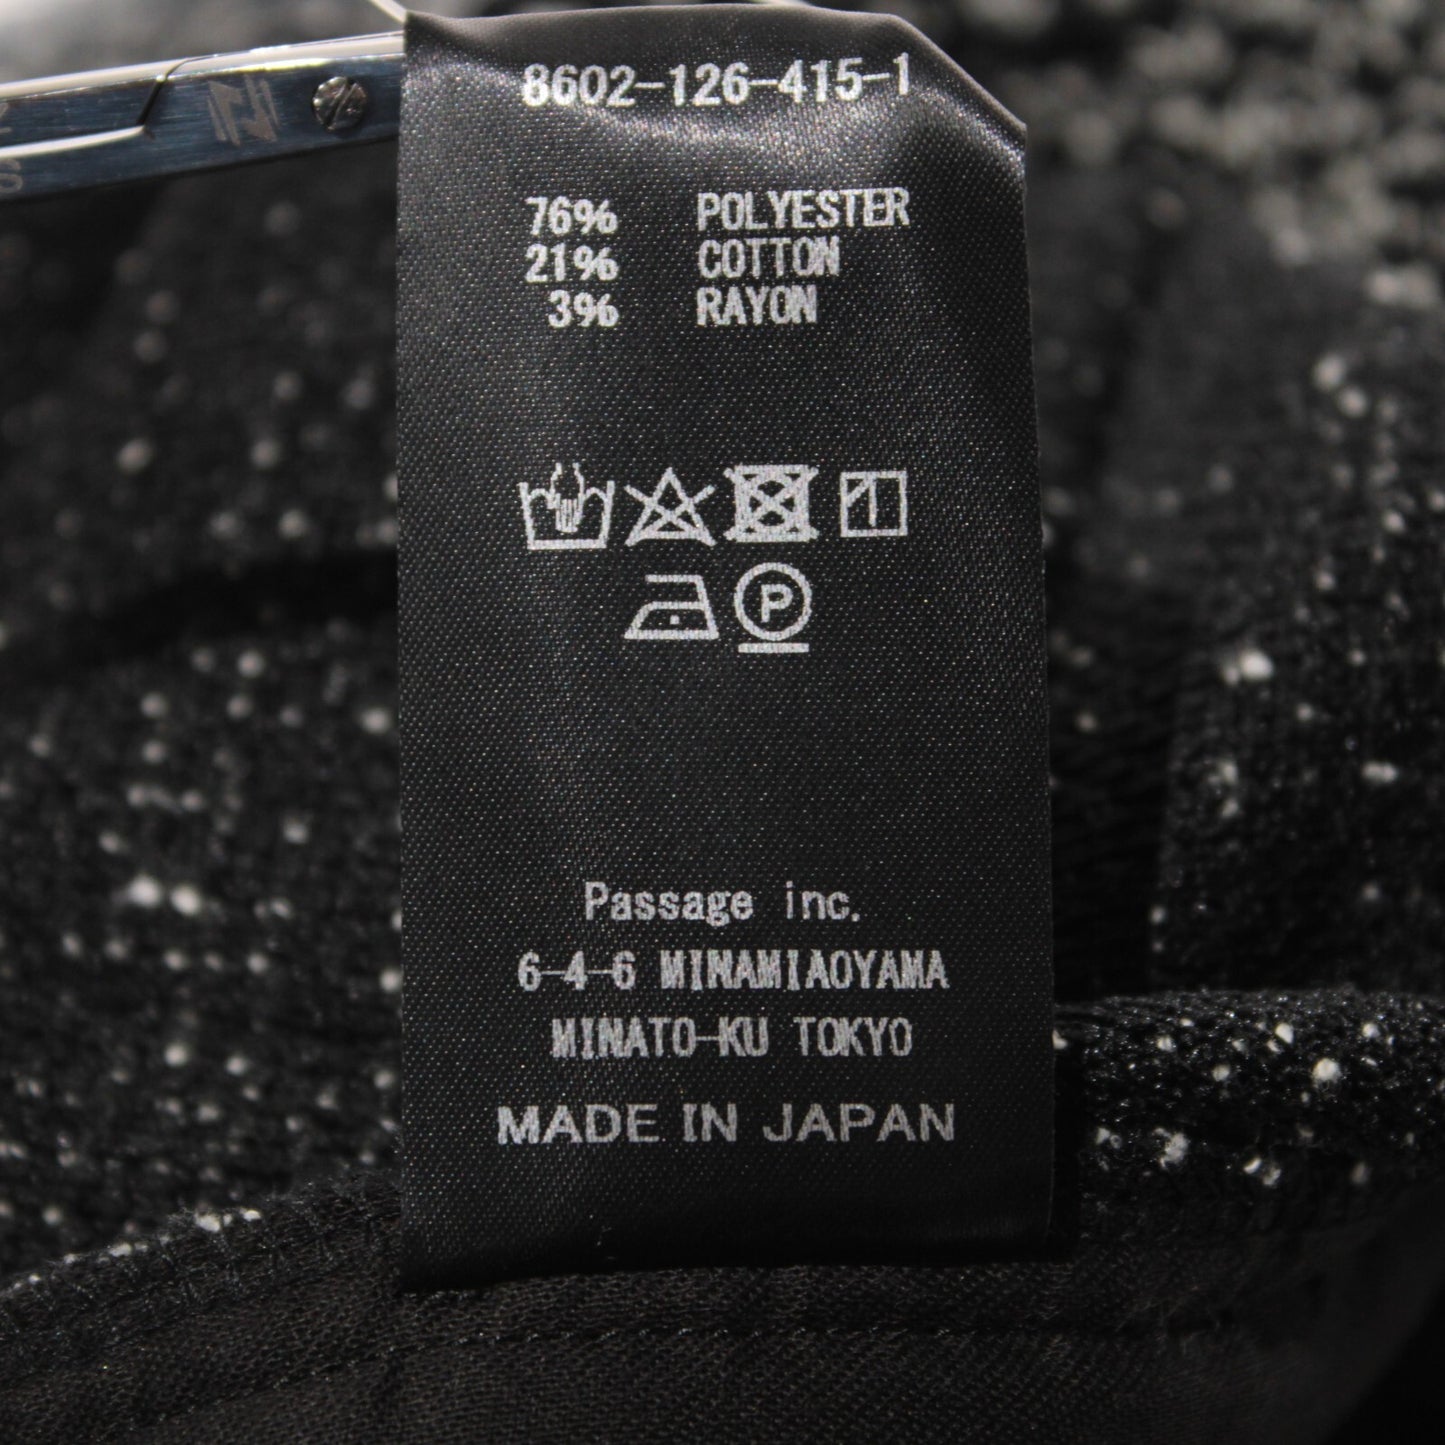 8602-126-415-1
76% POLYESTER
21% COTTON
3% RAYON
P
Passage inc.
6-4-6 MINAMIAOYAMA
MINATO-KU TOKYO
MADE IN JAPAN